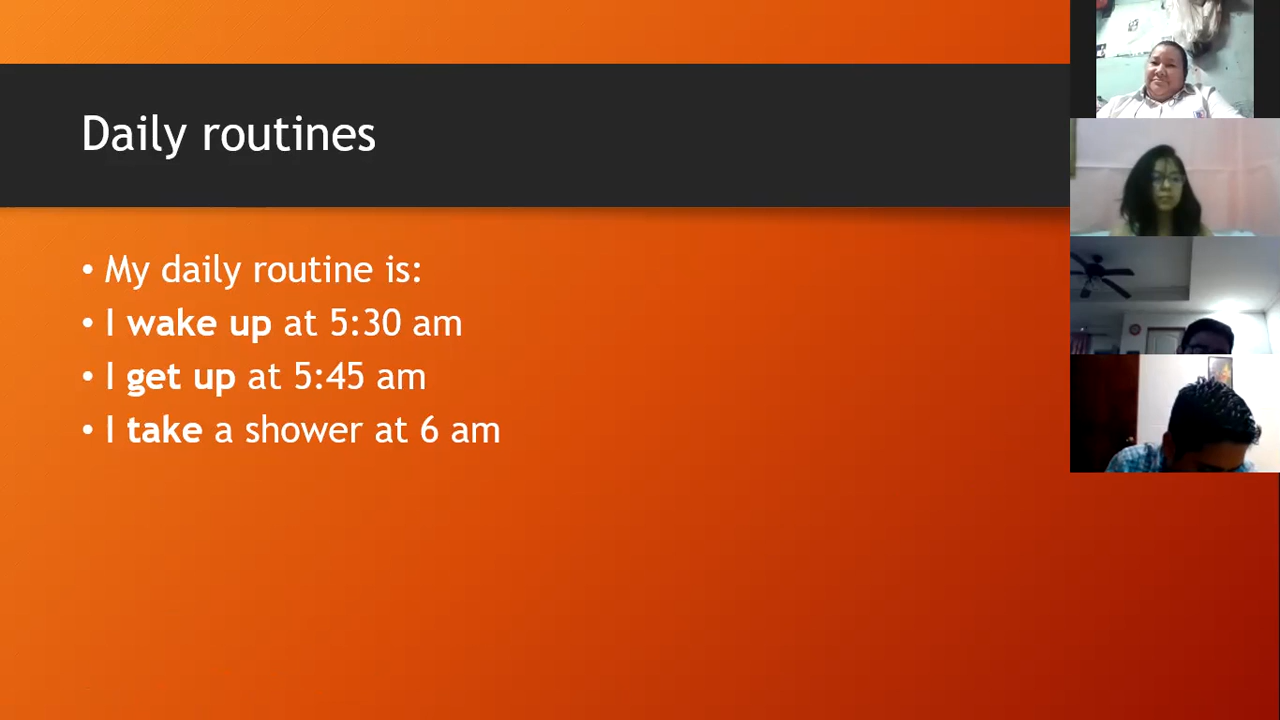 Daily routines
• My daily routine is:
• I wake up at 5:30 am
• I get up at 5:45 am
• I take a shower at 6 am